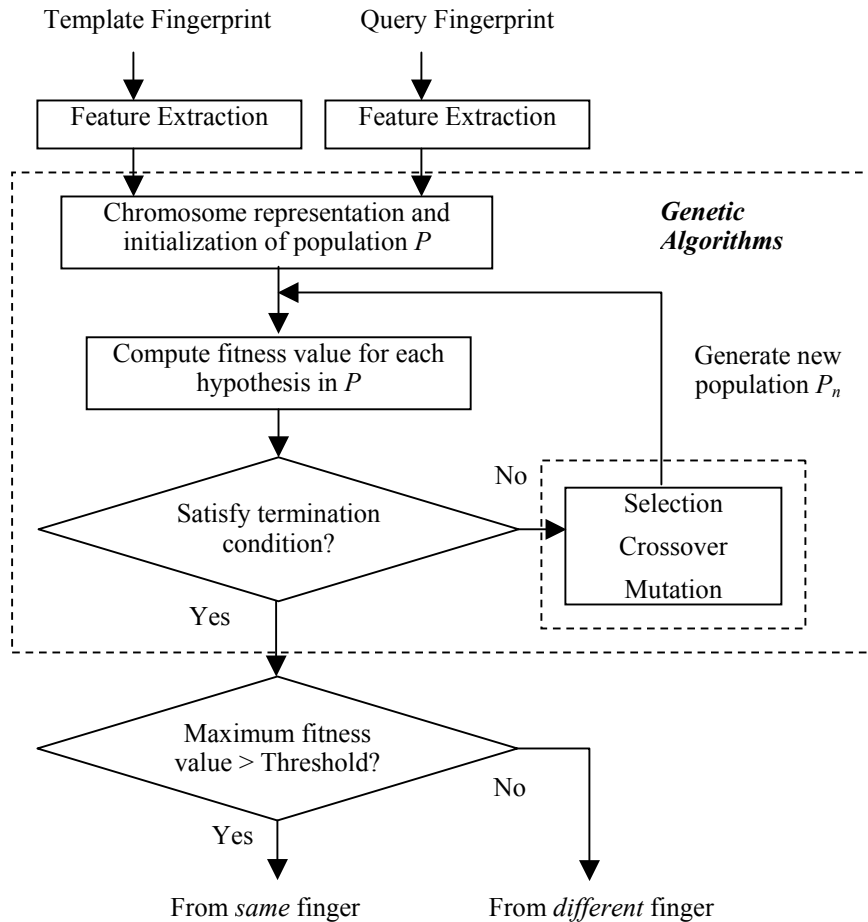 Template Fingerprint
Query Fingerprint
Feature Extraction
Feature Extraction
Chromosome representation and
initialization of population P
Genetic
Algorithms
Compute fitness value for each
hypothesis in P
Generate new
population Pn
No
Satisfy termination
condition?
Selection
Crossover
Mutation
Yes
Maximum fitness
value > Threshold?
No
Yes
From same finger
From different finger